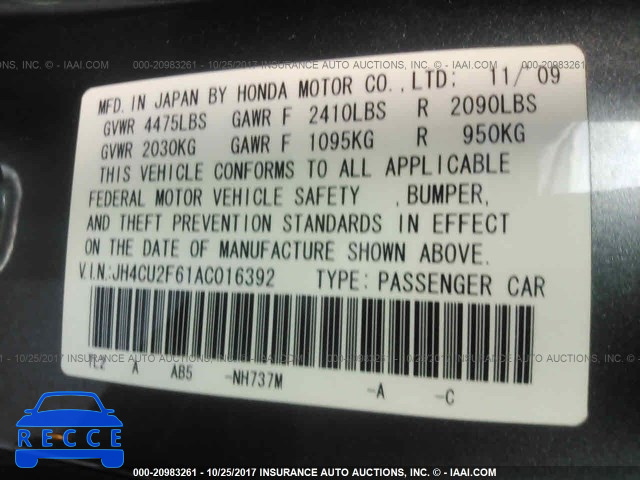 000-20983261 - 10/25/2017 INSURANCE AUTO AUCTIONS, INC. - © - IAAI.COM
MFD. IN JAPAN BY HONDA MOTOR CO., LTD: 11/ 09
GVWR 4475LBS GAWR F 2410LBS R 2090LBS
GVWR 2030KG GAWR F 1095KG R 950KG
THIS VEHICLE CONFORMS TO ALL APPLICABLE
FEDERAL MOTOR VEHICLE SAFETY , BUMPER,
AND THEFT PREVENTION STANDARDS IN EFFECT
ON THE DATE OF MANUFACTURE SHOWN ABOVE.
V.I.N: JH4CU2F61AC016392 TYPE: PASSENGER CAR
TL2 A AB5 -NH737M -A -C
RECCE
000-20983261 - 10/25/2017 INSURANCE AUTO AUCTIONS, INC. - © - IAAI.COM